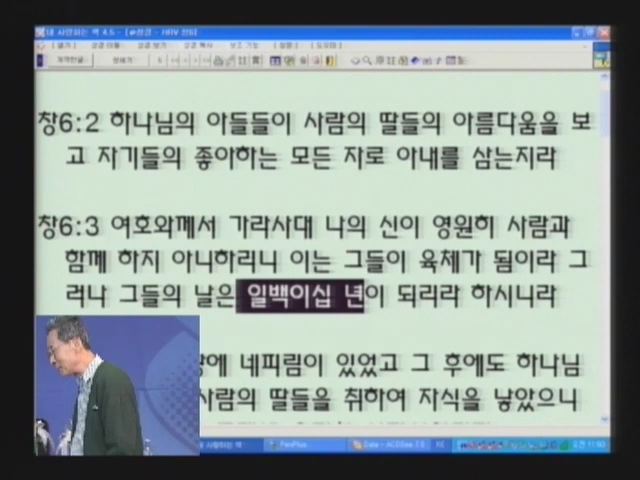 창6:2 하나님의 아들들이 사람의 딸들의 아름다움을 보
고 자기들의 좋아하는 모든 자로 아내를 삼는지라
창6:3 여호와께서 가라사대 나의 신이 영원히 사람과
함께 하지 아니하리니 이는 그들이 육체가 됨이라 그
러나 그들의 날은 일백이십 년이 되리라 하시니라
네피림이 있었고 그 후에도 하나님
사람의 딸들을 취하여 자식을 낳았으니